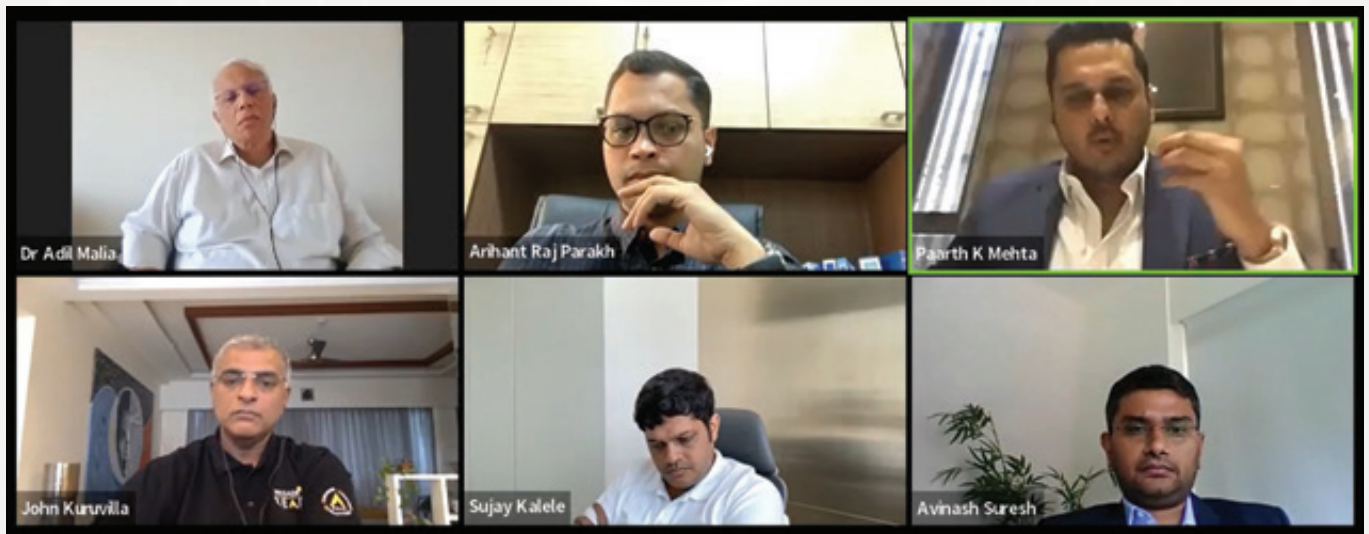 Dr Adil Malia
Arihant Raj Parakh
Paarth K Mehta
John Kuruvilla
Sujay Kalele
Avinash Suresh